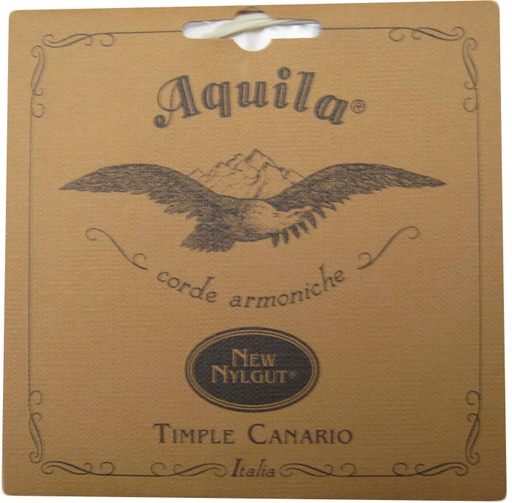 Aquila®
corde armoniche
NEW
NYLGUT®
TIMPLE CANARIO
Italia